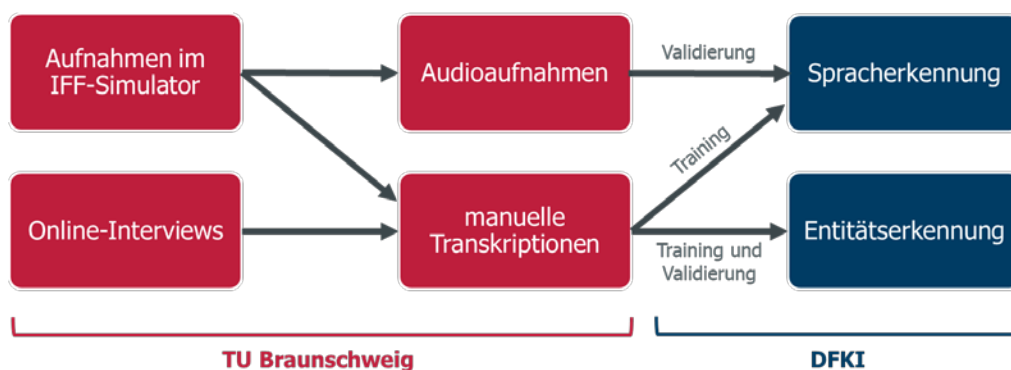 Aufnahmen im
IFF-Simulator
Audioaufnahmen
Validierung
Spracherkennung
Training
Online-Interviews
manuelle
Transkriptionen
Training und
Validierung
Entitätserkennung
TU Braunschweig
DFKI